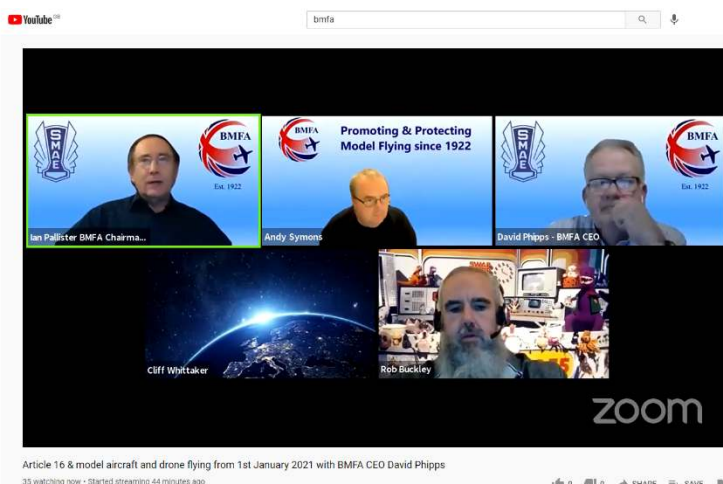 YouTube GB
bmfa
SMAE
BMFA
Est. 1922
Ian Pallister BMFA Chairma...
BMFA
Promoting & Protecting
Model Flying since 1922
Andy Symons
SMAE
BMFA
Est. 1922
David Phipps - BMFA CEO
Cliff Whittaker
Rob Buckley
zoom
Article 16 & model aircraft and drone flying from 1st January 2021 with BMFA CEO David Phipps
35 watching now • Started streaming 44 minutes ago
0
0
SHARE
SAVE